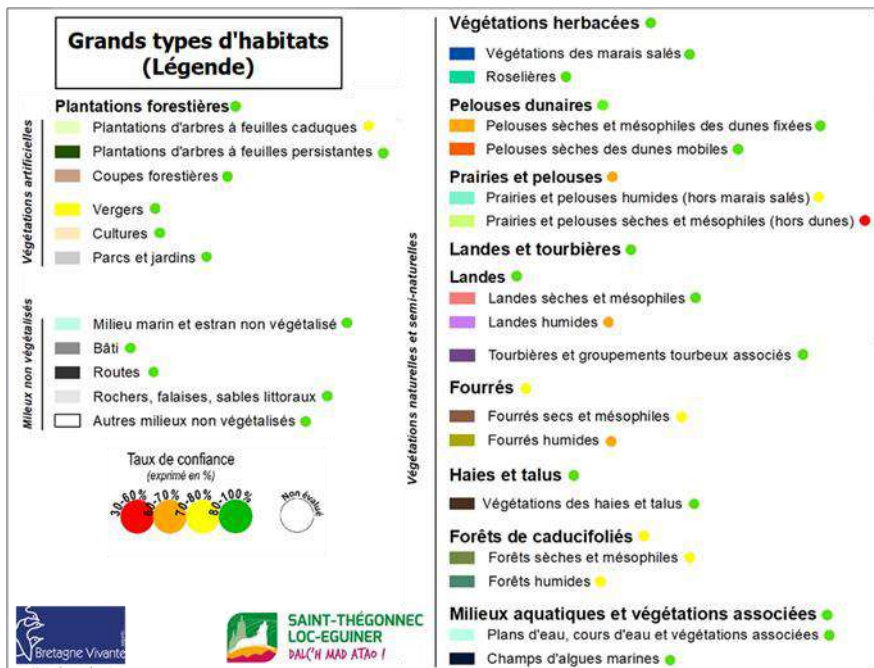 Grands types d'habitats
(Légende)
Végétations artificielles
Plantations forestières
Plantations d'arbres à feuilles caduques
Plantations d'arbres à feuilles persistantes
Coupes forestières
Vergers
Cultures
Parcs et jardins
Mileux non végétalisés
Milieu marin et estran non végétalisé
Bâti
Routes
Rochers, falaises, sables littoraux
Autres milieux non végétalisés
Taux de confiance
(exprimé en %)
30-60%
60-70%
70-80%
80-100%
Non évalué
Bretagne Vivante
SAINT-THÉGONNEC
LOC-EGUINER
DALC'H MAD ATAO !
Végétations naturelles et semi-naturelles
Végétations herbacées
Végétations des marais salés
Roselières
Pelouses dunaires
Pelouses sèches et mésophiles des dunes fixées
Pelouses sèches des dunes mobiles
Prairies et pelouses
Prairies et pelouses humides (hors marais salés)
Prairies et pelouses sèches et mésophiles (hors dunes)
Landes et tourbières
Landes
Landes sèches et mésophiles
Landes humides
Tourbières et groupements tourbeux associés
Fourrés
Fourrés secs et mésophiles
Fourrés humides
Haies et talus
Végétations des haies et talus
Forêts de caducifoliés
Forêts sèches et mésophiles
Forêts humides
Milieux aquatiques et végétations associées
Plans d'eau, cours d'eau et végétations associées
Champs d'algues marines